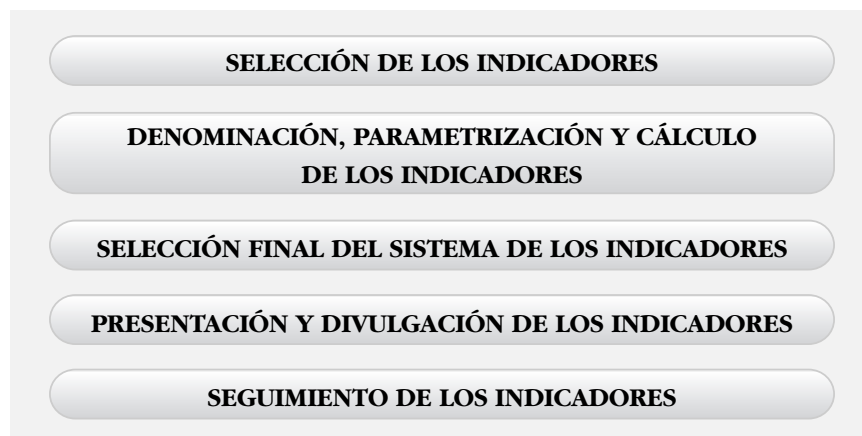 SELECCIÓN DE LOS INDICADORES
DENOMINACIÓN, PARAMETRIZACIÓN Y CÁLCULO
DE LOS INDICADORES
SELECCIÓN FINAL DEL SISTEMA DE LOS INDICADORES
PRESENTACIÓN Y DIVULGACIÓN DE LOS INDICADORES
SEGUIMIENTO DE LOS INDICADORES